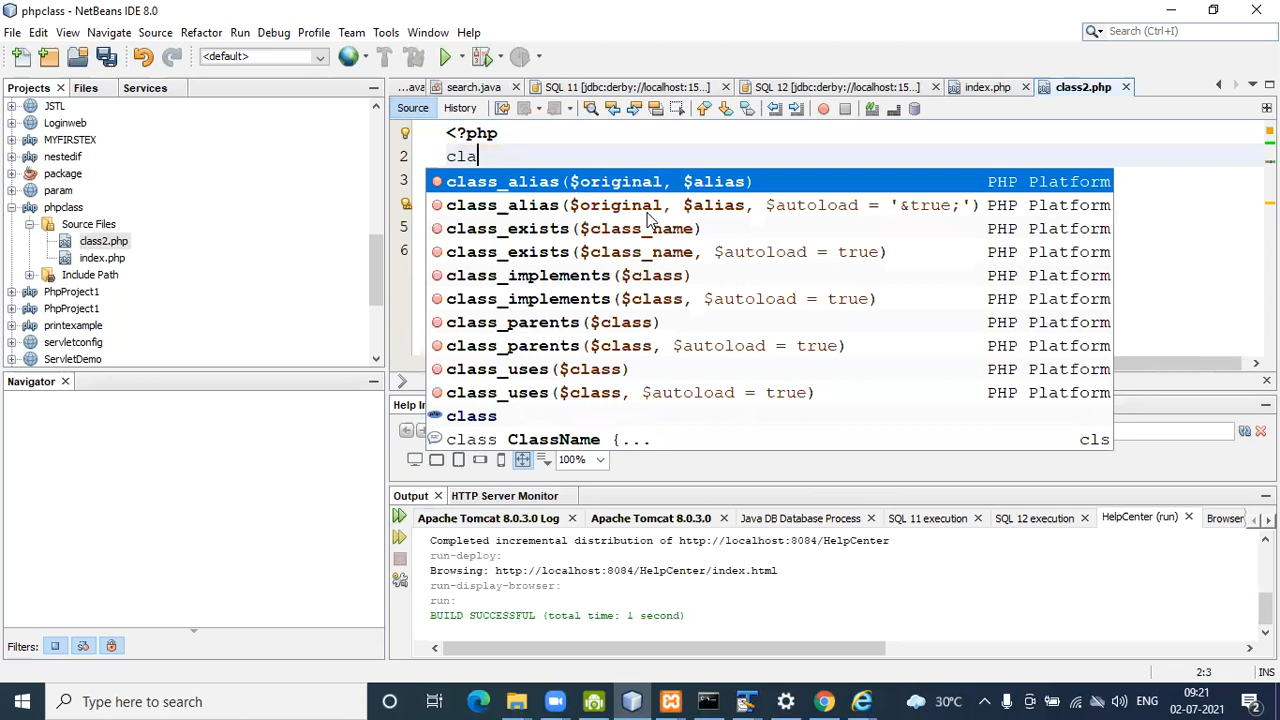 phpclass - NetBeans IDE 8.0
File Edit View Navigate Source Refactor Run Debug Profile Team Tools Window Help
Search (Ctrl+I)
<default>
Projects Files Services
...ava search.java SQL 11 [jdbc:derby://localhost:15...] SQL 12 [jdbc:derby://localhost:15...] index.php class2.php
Source History
JSTL
Loginweb
MYFIRSTEX
nestedif
package
param
phpclass
Source Files
class2.php
index.php
Include Path
PhpProject1
PhpProject1
printexample
servletconfig
ServletDemo
1 <?php
2 cla
3
5
6
class_alias($original, $alias) PHP Platform
class_alias($original, $alias, $autoload = '&true;') PHP Platform
class_exists($class_name) PHP Platform
class_exists($class_name, $autoload = true) PHP Platform
class_implements($class) PHP Platform
class_implements($class, $autoload = true) PHP Platform
class_parents($class) PHP Platform
class_parents($class, $autoload = true) PHP Platform
class_uses($class) PHP Platform
class_uses($class, $autoload = true) PHP Platform
class
class ClassName {... cls
Navigator
Help In
100%
Output HTTP Server Monitor
Apache Tomcat 8.0.3.0 Log Apache Tomcat 8.0.3.0 Java DB Database Process SQL 11 execution SQL 12 execution HelpCenter (run) Browser
Completed incremental distribution of http://localhost:8084/HelpCenter
run-deploy:
Browsing: http://localhost:8084/HelpCenter/index.html
run-display-browser:
run:
BUILD SUCCESSFUL (total time: 1 second)
Filters:
2:3 INS
Type here to search
30°C
09:21
02-07-2021
2